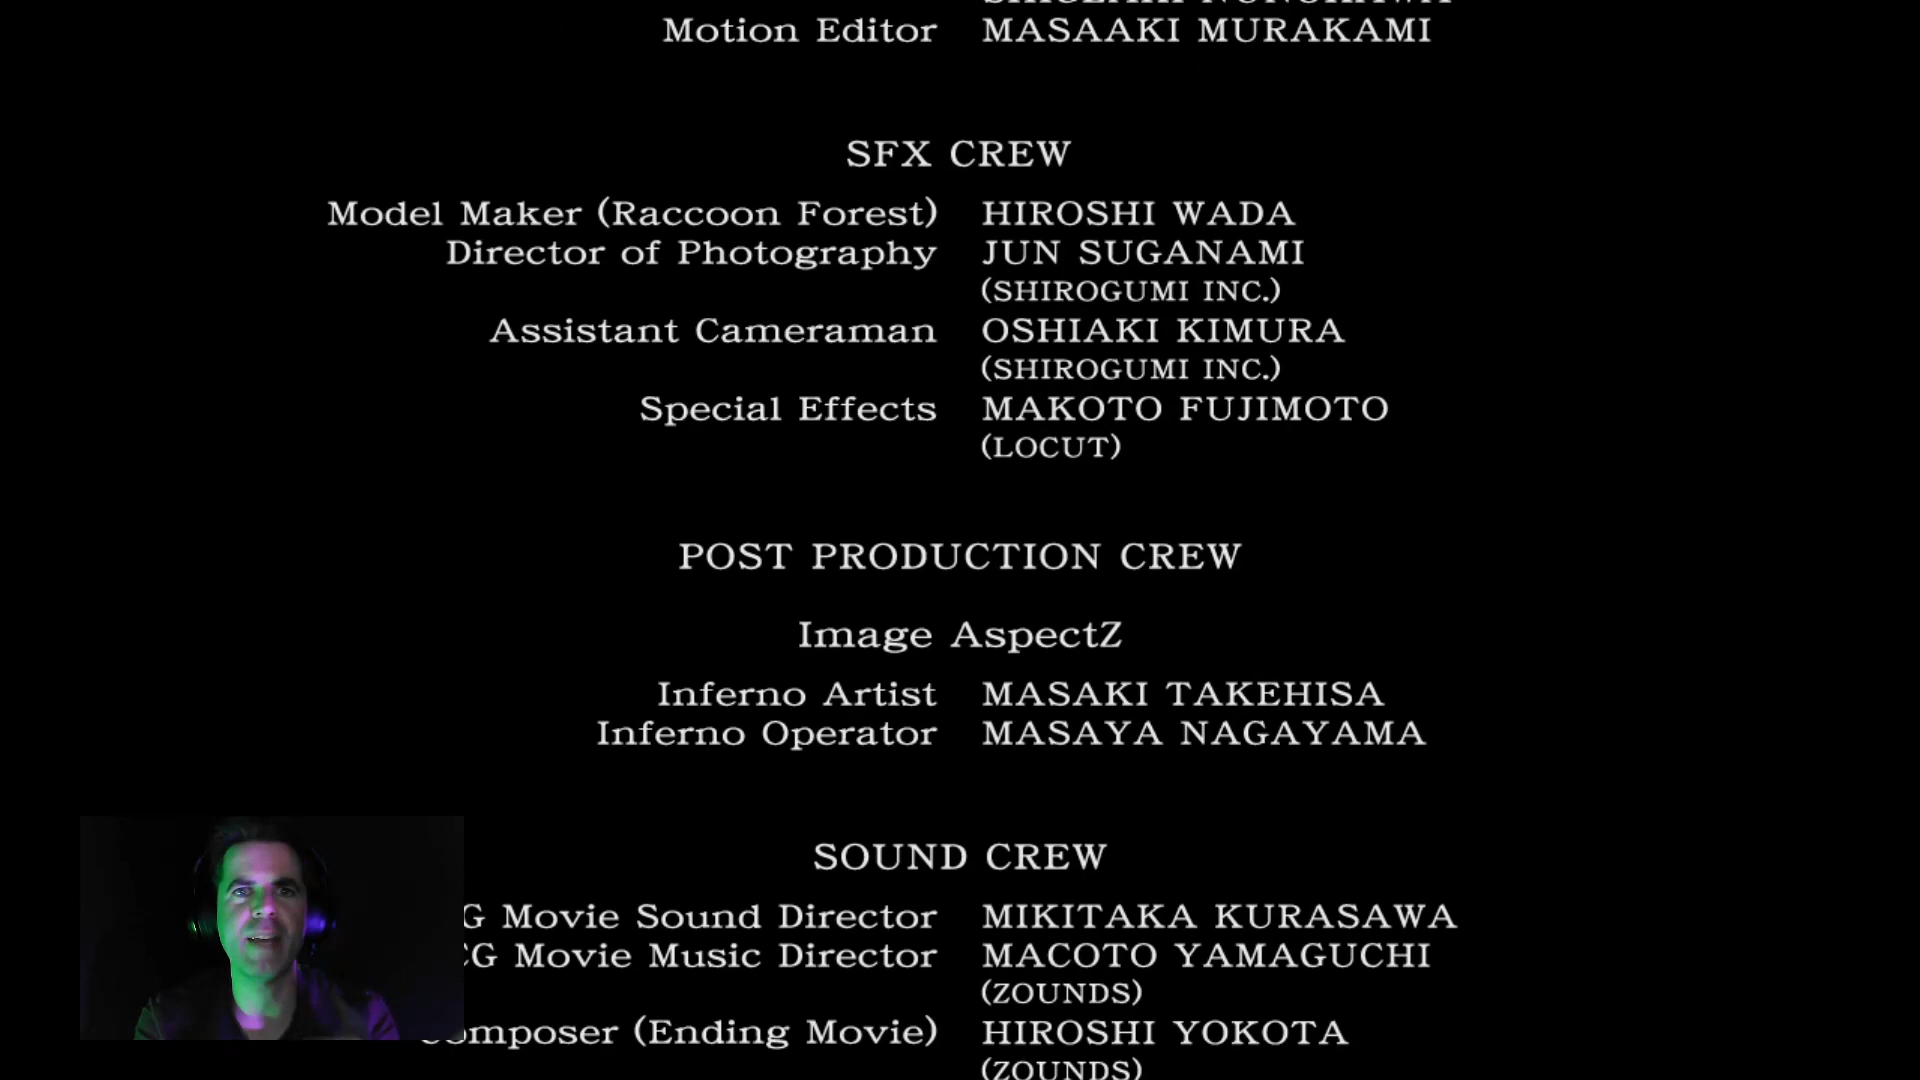 Motion Editor MASAAKI MURAKAMI
SFX CREW
Model Maker (Raccoon Forest) HIROSHI WADA
Director of Photography JUN SUGANAMI
(SHIROGUMI INC.)
Assistant Cameraman OSHIAKI KIMURA
(SHIROGUMI INC.)
Special Effects MAKOTO FUJIMOTO
(LOCUT)
POST PRODUCTION CREW
Image AspectZ
Inferno Artist MASAKI TAKEHISA
Inferno Operator MASAYA NAGAYAMA
SOUND CREW
G Movie Sound Director MIKITAKA KURASAWA
CG Movie Music Director MACOTO YAMAGUCHI
(ZOUNDS)
omposer (Ending Movie) HIROSHI YOKOTA
(ZOUNDS)